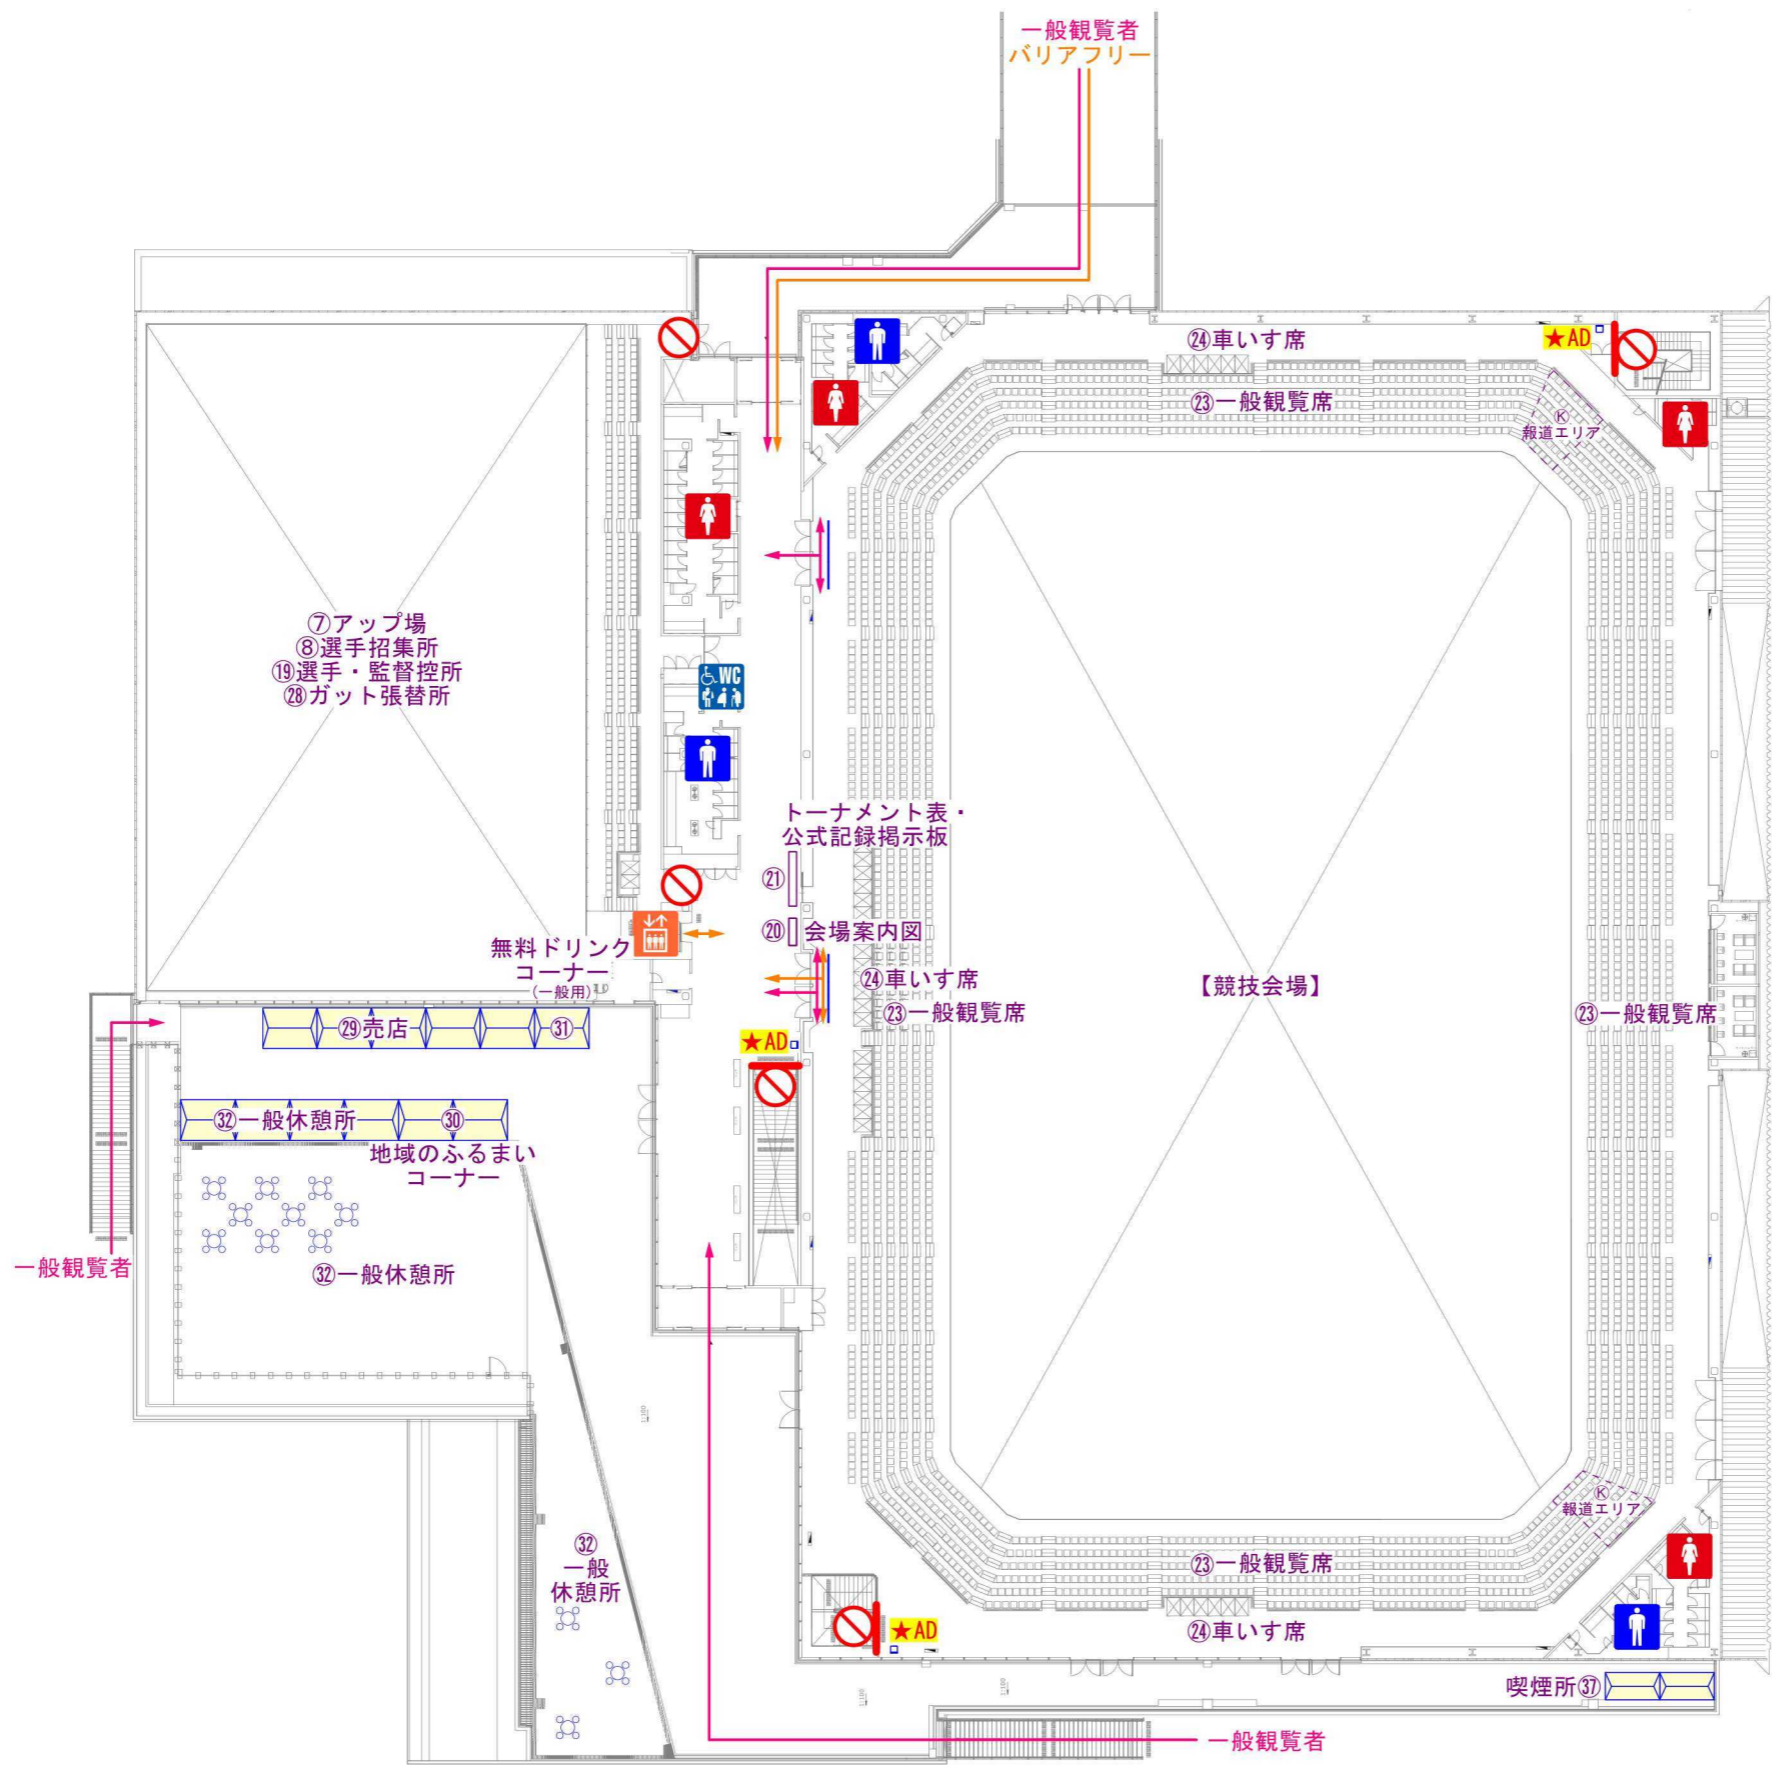 一般観覧者
バリアフリー
㉔車いす席
★AD
㉓一般観覧席
Ⓚ
報道エリア
⑦アップ場
⑧選手招集所
⑲選手・監督控所
㉘ガット張替所
WC
トーナメント表・
公式記録掲示板
㉑
⑳ 会場案内図
無料ドリンク
コーナー
(一般用)
㉔車いす席
㉓一般観覧席
【競技会場】
㉓一般観覧席
㉙売店
㉛
★AD
㉜一般休憩所
㉚
地域のふるまい
コーナー
一般観覧者
㉜一般休憩所
1:100
Ⓚ
報道エリア
㉜
一般
休憩所
㉓一般観覧席
★AD
㉔車いす席
喫煙所㊲
1:100
1:100
一般観覧者